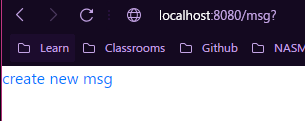 localhost:8080/msg?
Learn Classrooms Github NASM
create new msg